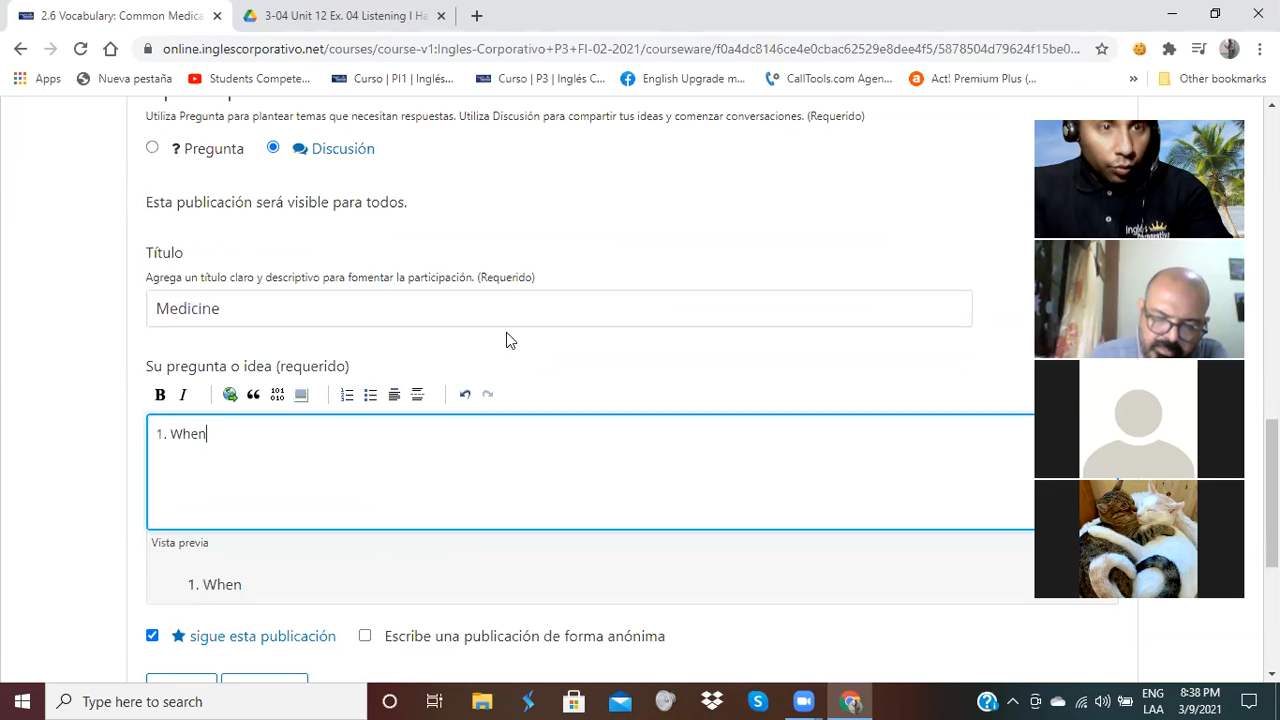 2.6 Vocabulary: Common Medica
3-04 Unit 12 Ex. 04 Listening I Ha
online.inglescorporativo.net/courses/course-v1:Ingles-Corporativo+P3+FI-02-2021/courseware/f0a4dc8146ce4e0cbac62529e8dee4f5/5878504d79624f15be0...
Apps Nueva pestaña Students Compete... Curso | PI1 | Inglés... Curso | P3 | Inglés C... English Upgrade m... CallTools.com Agen... Act! Premium Plus (... » Other bookmarks
Utiliza Pregunta para plantear temas que necesitan respuestas. Utiliza Discusión para compartir tus ideas y comenzar conversaciones. (Requerido)
? Pregunta Discusión
Esta publicación será visible para todos.
Título
Agrega un título claro y descriptivo para fomentar la participación. (Requerido)
Medicine
Su pregunta o idea (requerido)
B I
1. When
Vista previa
1. When
sigue esta publicación Escribe una publicación de forma anónima
Inglés
Corporativo
Type here to search
ENG 8:38 PM
LAA 3/9/2021